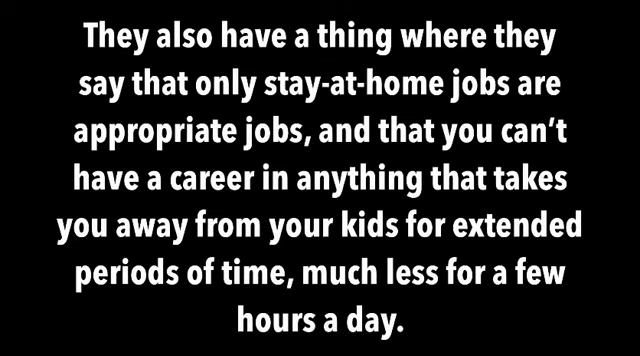 They also have a thing where they
say that only stay-at-home jobs are
appropriate jobs, and that you can’t
have a career in anything that takes
you away from your kids for extended
periods of time, much less for a few
hours a day.